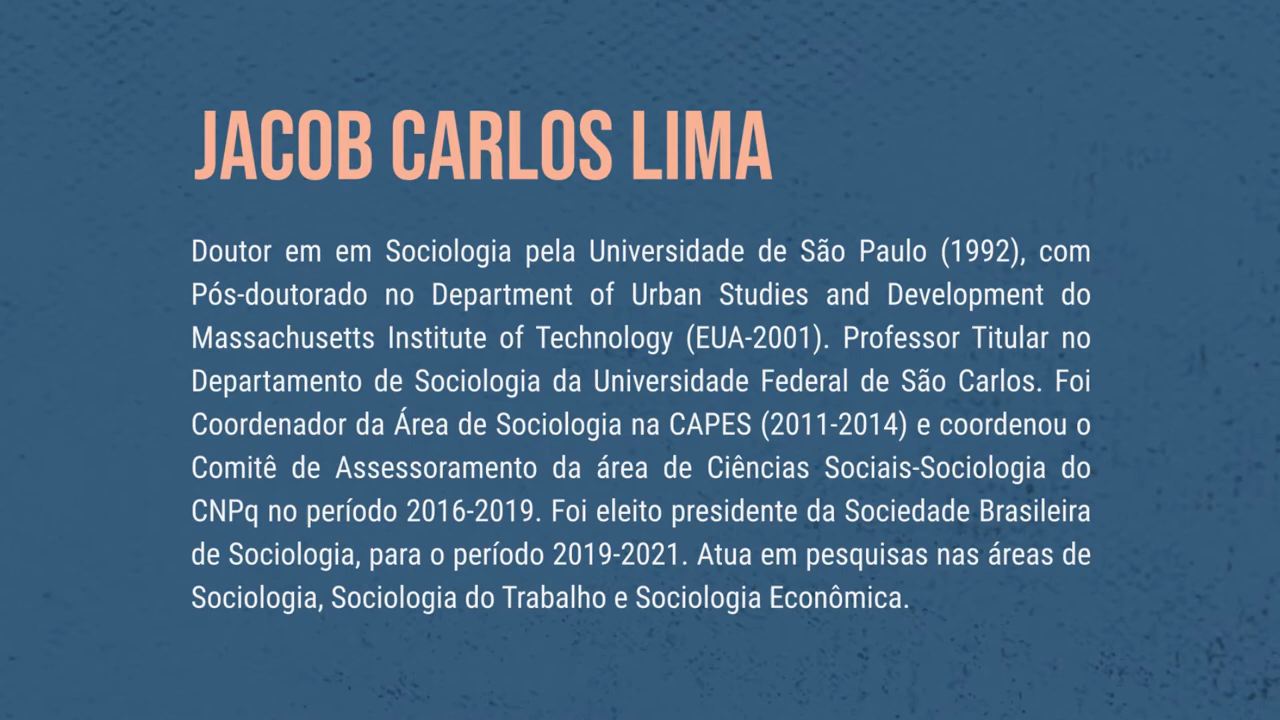 JACOB CARLOS LIMA
Doutor em em Sociologia pela Universidade de São Paulo (1992), com
Pós-doutorado no Department of Urban Studies and Development do
Massachusetts Institute of Technology (EUA-2001). Professor Titular no
Departamento de Sociologia da Universidade Federal de São Carlos. Foi
Coordenador da Área de Sociologia na CAPES (2011-2014) e coordenou o
Comitê de Assessoramento da área de Ciências Sociais-Sociologia do
CNPq no período 2016-2019. Foi eleito presidente da Sociedade Brasileira
de Sociologia, para o período 2019-2021. Atua em pesquisas nas áreas de
Sociologia, Sociologia do Trabalho e Sociologia Econômica.